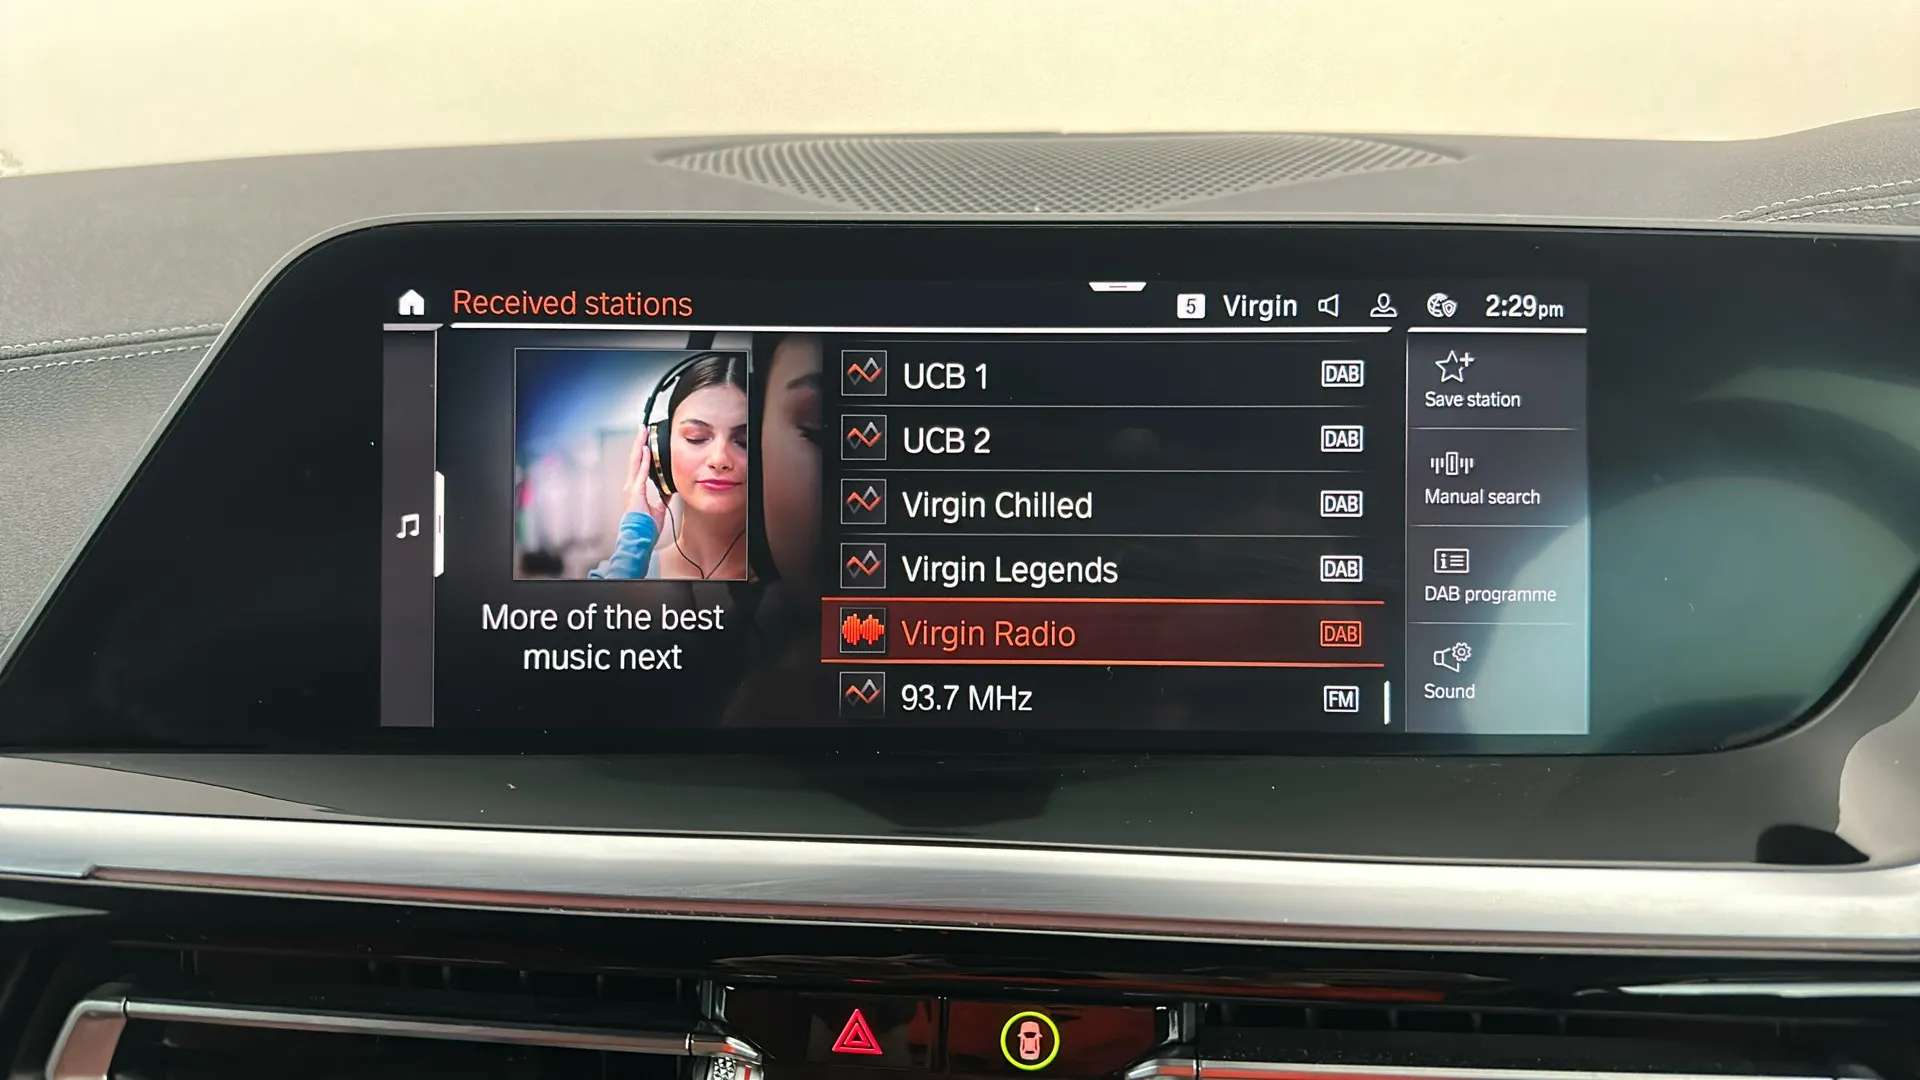 Received stations
5 Virgin 2:29pm
More of the best
music next
UCB 1 DAB
UCB 2 DAB
Virgin Chilled DAB
Virgin Legends DAB
Virgin Radio DAB
93.7 MHz FM
Save station
Manual search
DAB programme
Sound